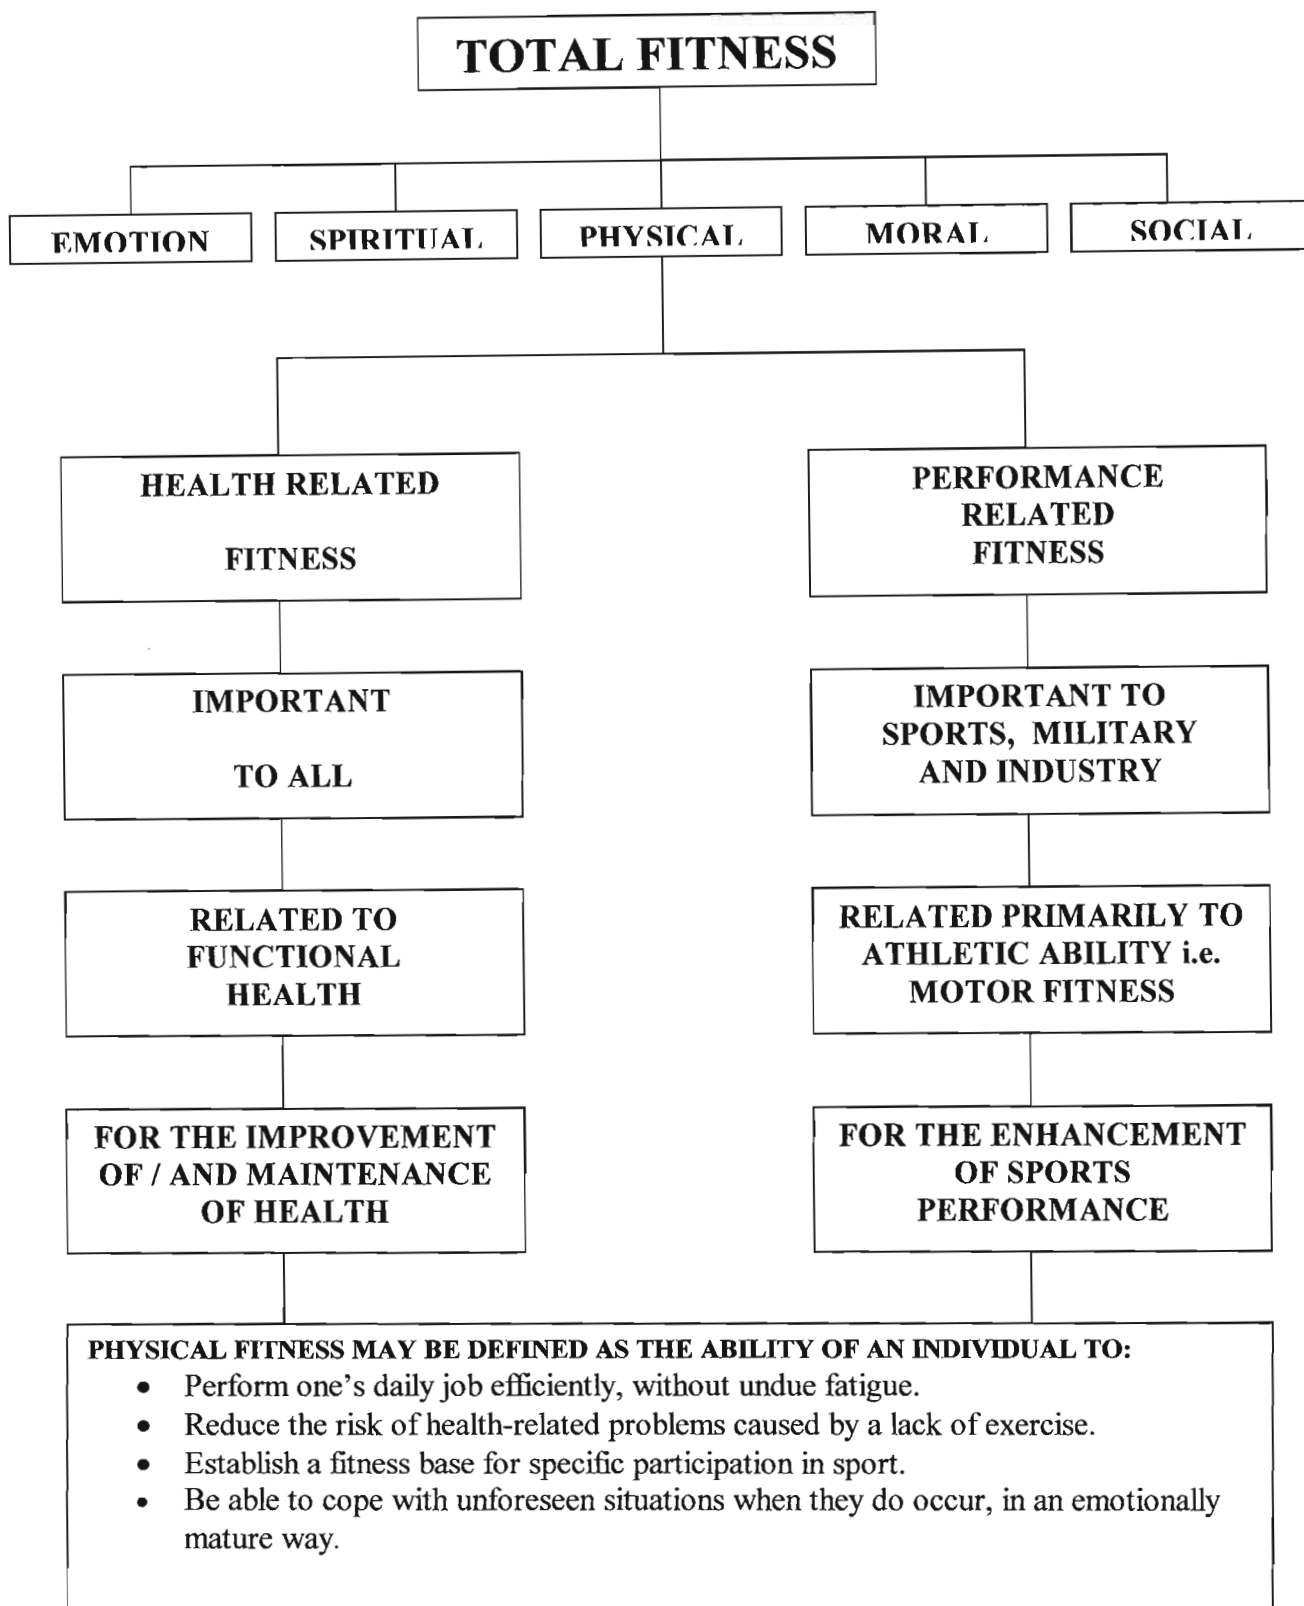 TOTAL FITNESS
EMOTION
SPIRITUAL
PHYSICAL
MORAL
SOCIAL
HEALTH RELATED
FITNESS
PERFORMANCE
RELATED
FITNESS
IMPORTANT
TO ALL
IMPORTANT TO
SPORTS, MILITARY
AND INDUSTRY
RELATED TO
FUNCTIONAL
HEALTH
RELATED PRIMARILY TO
ATHLETIC ABILITY i.e.
MOTOR FITNESS
FOR THE IMPROVEMENT
OF / AND MAINTENANCE
OF HEALTH
FOR THE ENHANCEMENT
OF SPORTS
PERFORMANCE
PHYSICAL FITNESS MAY BE DEFINED AS THE ABILITY OF AN INDIVIDUAL TO:
• Perform one's daily job efficiently, without undue fatigue.
• Reduce the risk of health-related problems caused by a lack of exercise.
• Establish a fitness base for specific participation in sport.
• Be able to cope with unforeseen situations when they do occur, in an emotionally
mature way.